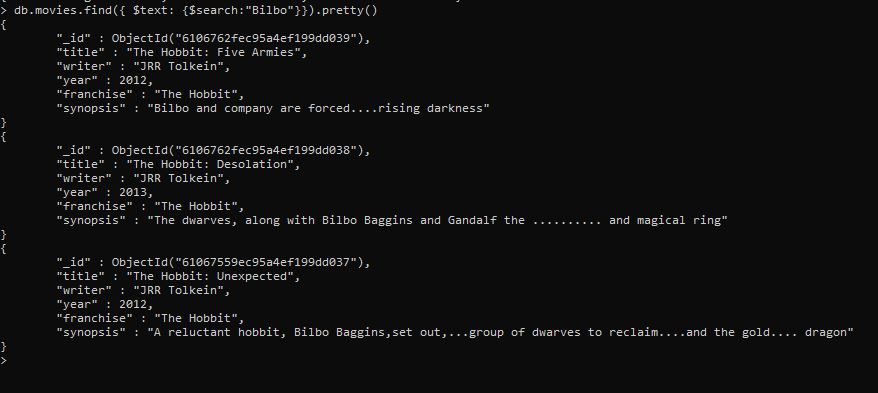 > db.movies.find({ $text: {$search:"Bilbo"}}).pretty()
{
"_id" : ObjectId("6106762fec95a4ef199dd039"),
"title" : "The Hobbit: Five Armies",
"writer" : "JRR Tolkein",
"year" : 2012,
"franchise" : "The Hobbit",
"synopsis" : "Bilbo and company are forced....rising darkness"
}
{
"_id" : ObjectId("6106762fec95a4ef199dd038"),
"title" : "The Hobbit: Desolation",
"writer" : "JRR Tolkein",
"year" : 2013,
"franchise" : "The Hobbit",
"synopsis" : "The dwarves, along with Bilbo Baggins and Gandalf the .......... and magical ring"
}
{
"_id" : ObjectId("61067559ec95a4ef199dd037"),
"title" : "The Hobbit: Unexpected",
"writer" : "JRR Tolkein",
"year" : 2012,
"franchise" : "The Hobbit",
"synopsis" : "A reluctant hobbit, Bilbo Baggins,set out,...group of dwarves to reclaim....and the gold.... dragon"
}
>